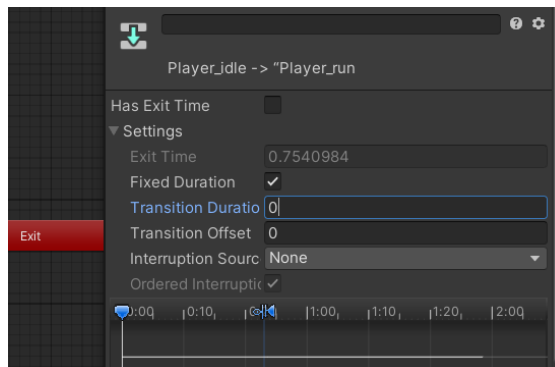 Player_idle -> "Player_run
Has Exit Time
Settings
Exit Time 0.7540984
Fixed Duration
Transition Duratio 0
Exit
Transition Offset 0
Interruption Sourc None
Ordered Interruptic
0:00 0:10 1:00 1:10 1:20 2:00